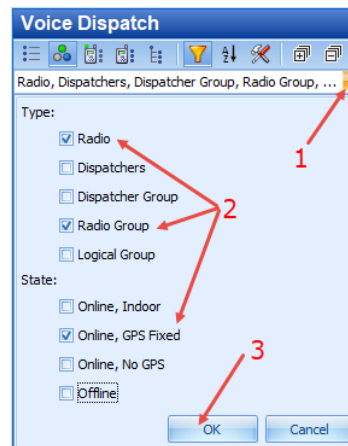 Voice Dispatch
Radio, Dispatchers, Dispatcher Group, Radio Group, ...
1
Type:
Radio
Dispatchers
Dispatcher Group
2
Radio Group
Logical Group
State:
Online, Indoor
Online, GPS Fixed
Online, No GPS
3
Offline
OK Cancel